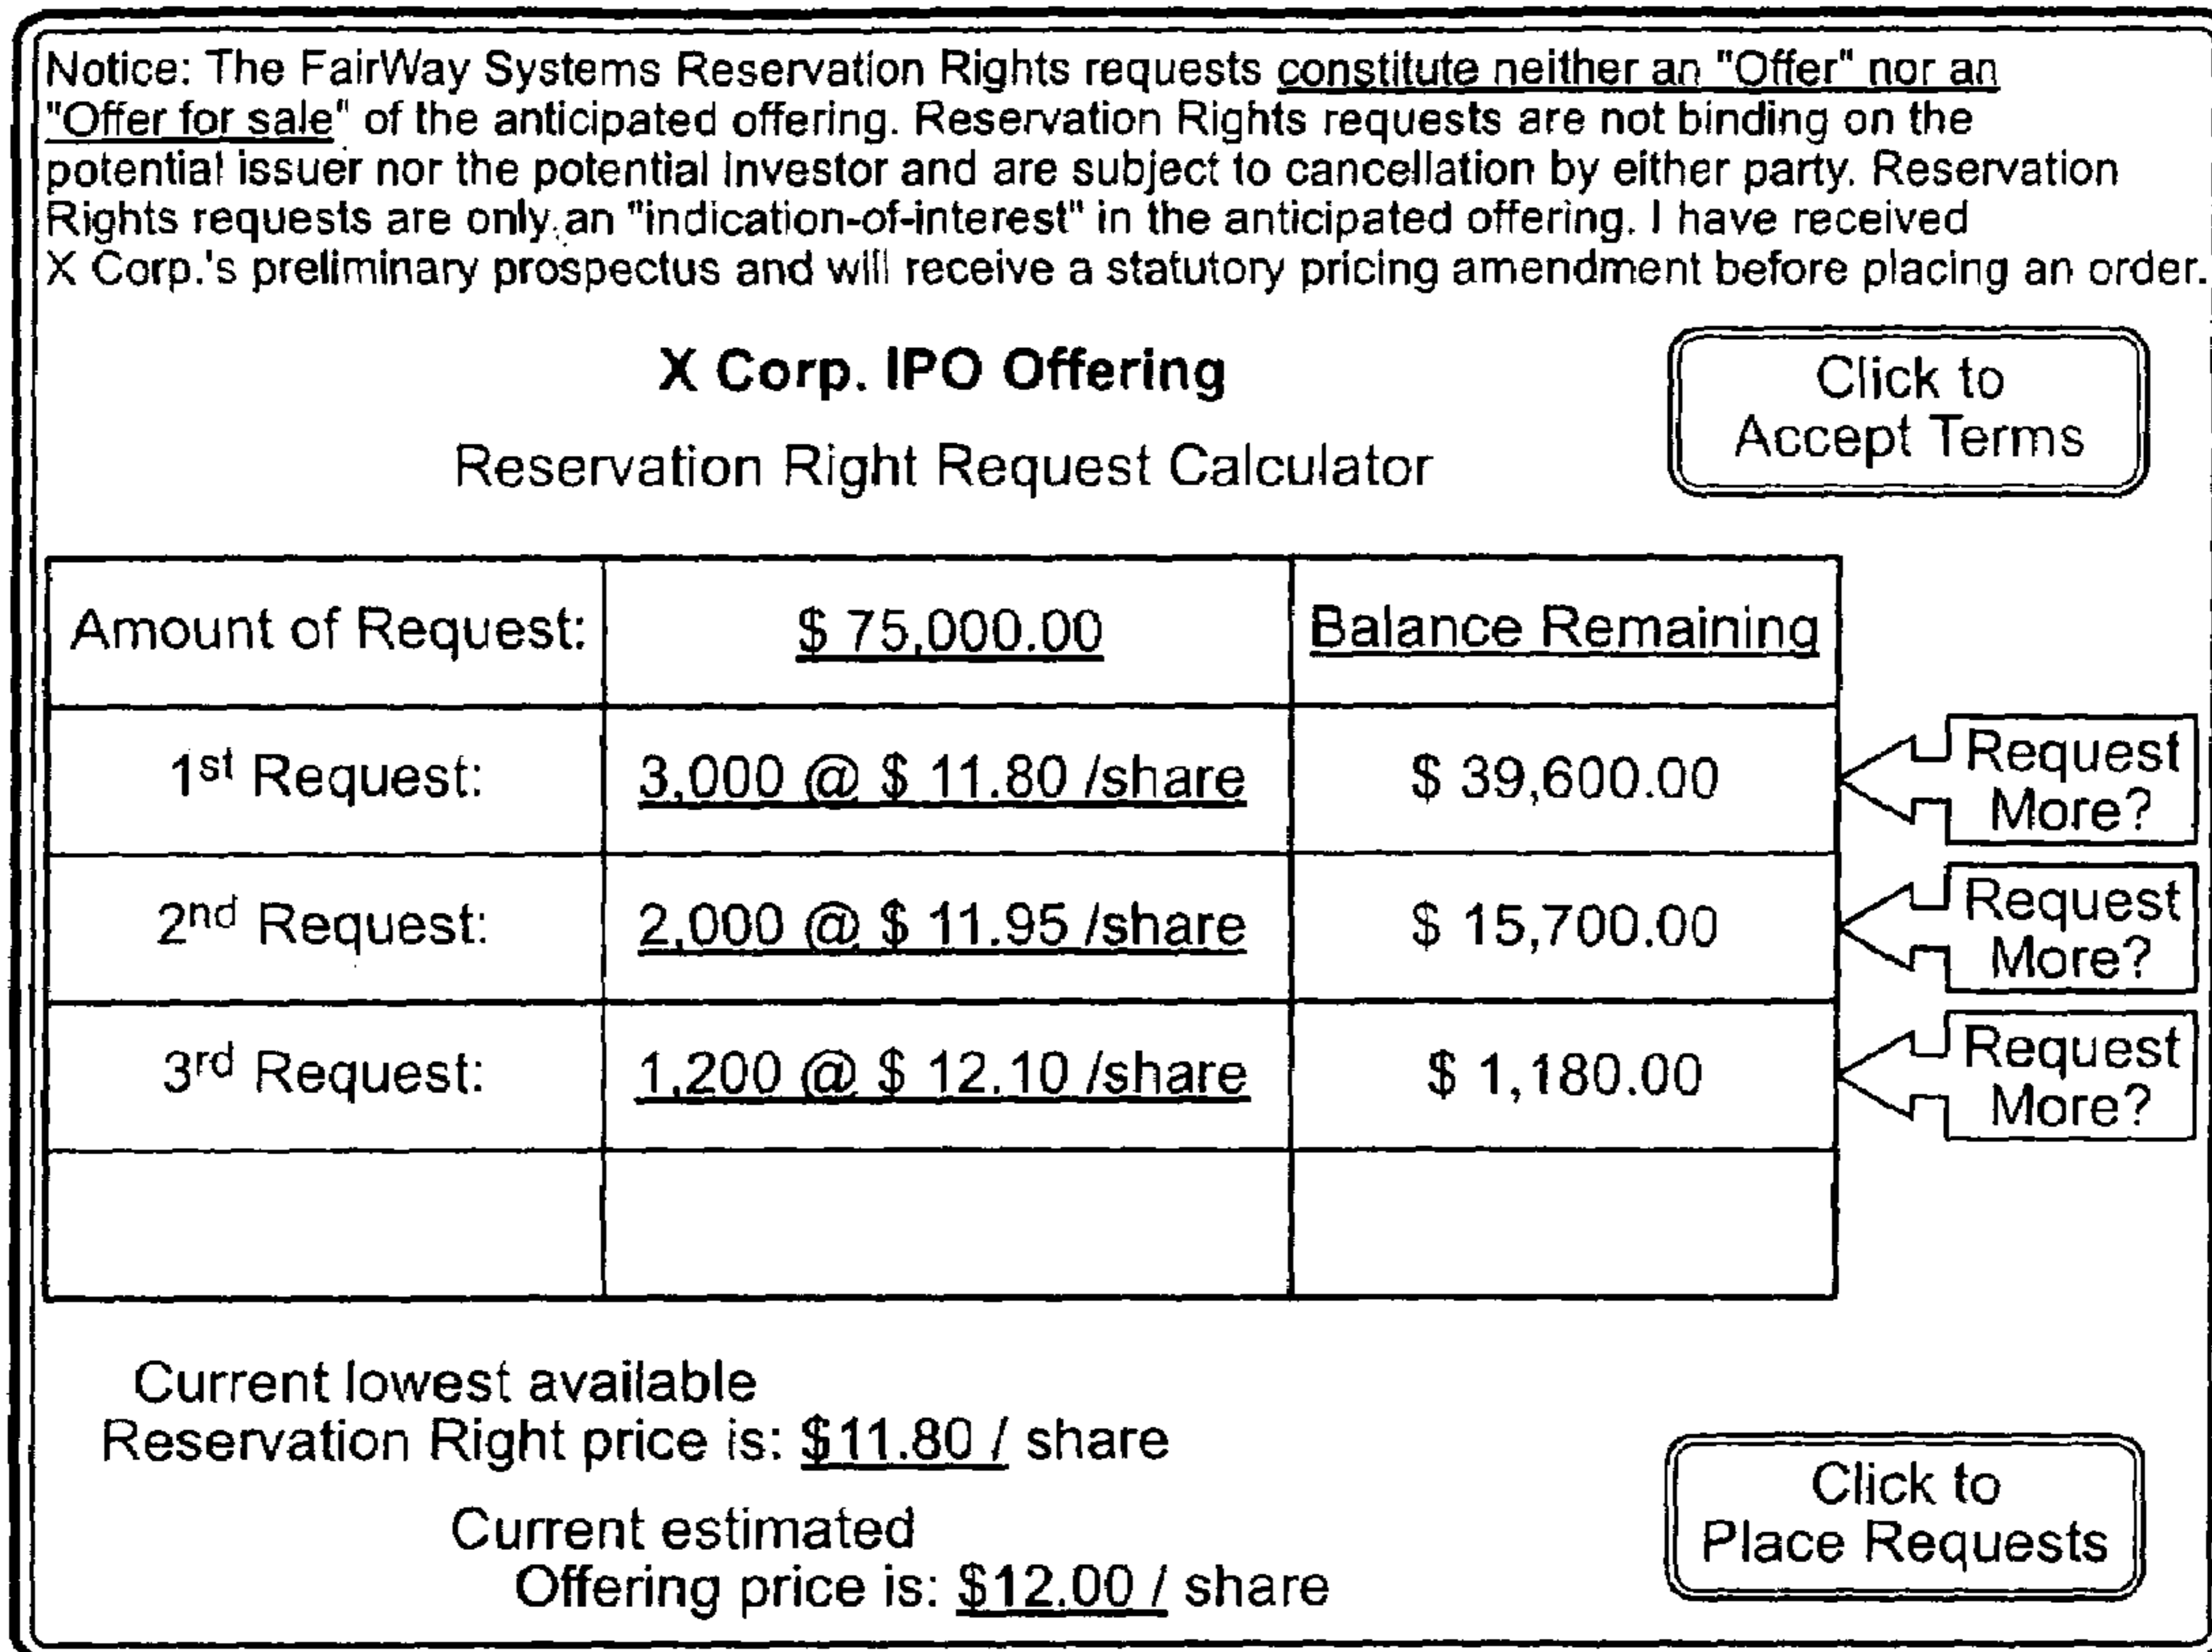 Notice: The FairWay Systems Reservation Rights requests constitute neither an "Offer" nor an
"Offer for sale" of the anticipated offering. Reservation Rights requests are not binding on the
potential issuer nor the potential Investor and are subject to cancellation by either party. Reservation
Rights requests are only an "indication-of-interest" in the anticipated offering. I have received
X Corp.'s preliminary prospectus and will receive a statutory pricing amendment before placing an order.
X Corp. IPO Offering
Reservation Right Request Calculator
Click to
Accept Terms
Amount of Request: $ 75,000.00 Balance Remaining
1st Request: 3,000 @ $ 11.80 /share $ 39,600.00
Request
More?
2nd Request: 2,000 @ $ 11.95 /share $ 15,700.00
Request
More?
3rd Request: 1,200 @ $ 12.10 /share $ 1,180.00
Request
More?
Current lowest available
Reservation Right price is: $11.80 / share
Current estimated
Offering price is: $12.00 / share
Click to
Place Requests